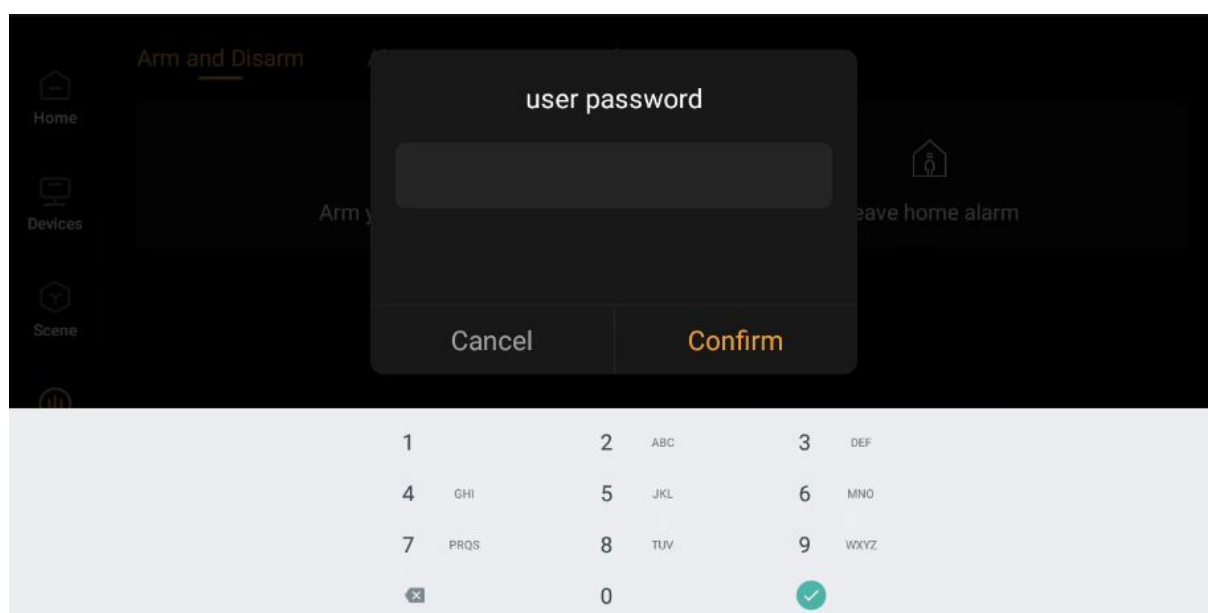 Arm and Disarm
Home
user password
Devices
Arm y
eave home alarm
Scene
Cancel
Confirm
1
2 ABC
3 DEF
4 GHI
5 JKL
6 MNO
7 PRQS
8 TUV
9 WXYZ
0